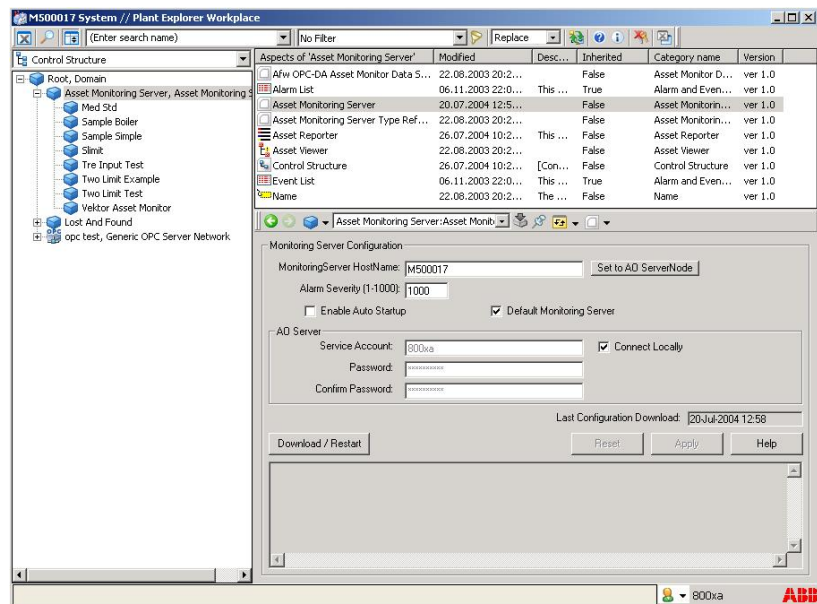 M500017 System // Plant Explorer Workplace
(Enter search name)
No Filter
Replace
Control Structure
Root, Domain
Asset Monitoring Server, Asset Monitoring S
Med Std
Sample Boiler
Sample Simple
Slimit
Tre Input Test
Two Limit Example
Two Limit Test
Vektor Asset Monitor
Lost And Found
opc test, Generic OPC Server Network
Aspects of 'Asset Monitoring Server' Modified Desc... Inherited Category name Version
Afw OPC-DA Asset Monitor Data S... 22.08.2003 20:2... False Asset Monitor D... ver 1.0
Alarm List 06.11.2003 22:0... This ... True Alarm and Even... ver 1.0
Asset Monitoring Server 20.07.2004 12:5... False Asset Monitorin... ver 1.0
Asset Monitoring Server Type Ref... 22.08.2003 20:2... False Asset Monitorin... ver 1.0
Asset Reporter 26.07.2004 10:2... This ... False Asset Reporter ver 1.0
Asset Viewer 22.08.2003 20:2... False Asset Viewer ver 1.0
Control Structure 26.07.2004 10:2... [Con... False Control Structure ver 1.0
Event List 06.11.2003 22:0... This ... True Alarm and Even... ver 1.0
Name 22.08.2003 20:2... The ... False Name ver 1.0
Asset Monitoring Server:Asset Monit
Monitoring Server Configuration
MonitoringServer HostName: M500017 Set to AO ServerNode
Alarm Severity (1-1000): 1000
Enable Auto Startup Default Monitoring Server
AO Server
Service Account: 800xa Connect Locally
Password: xxxxxxxxxx
Confirm Password: xxxxxxxxxx
Last Configuration Download: 20-Jul-2004 12:58
Download / Restart Reset Apply Help
800xa ABB